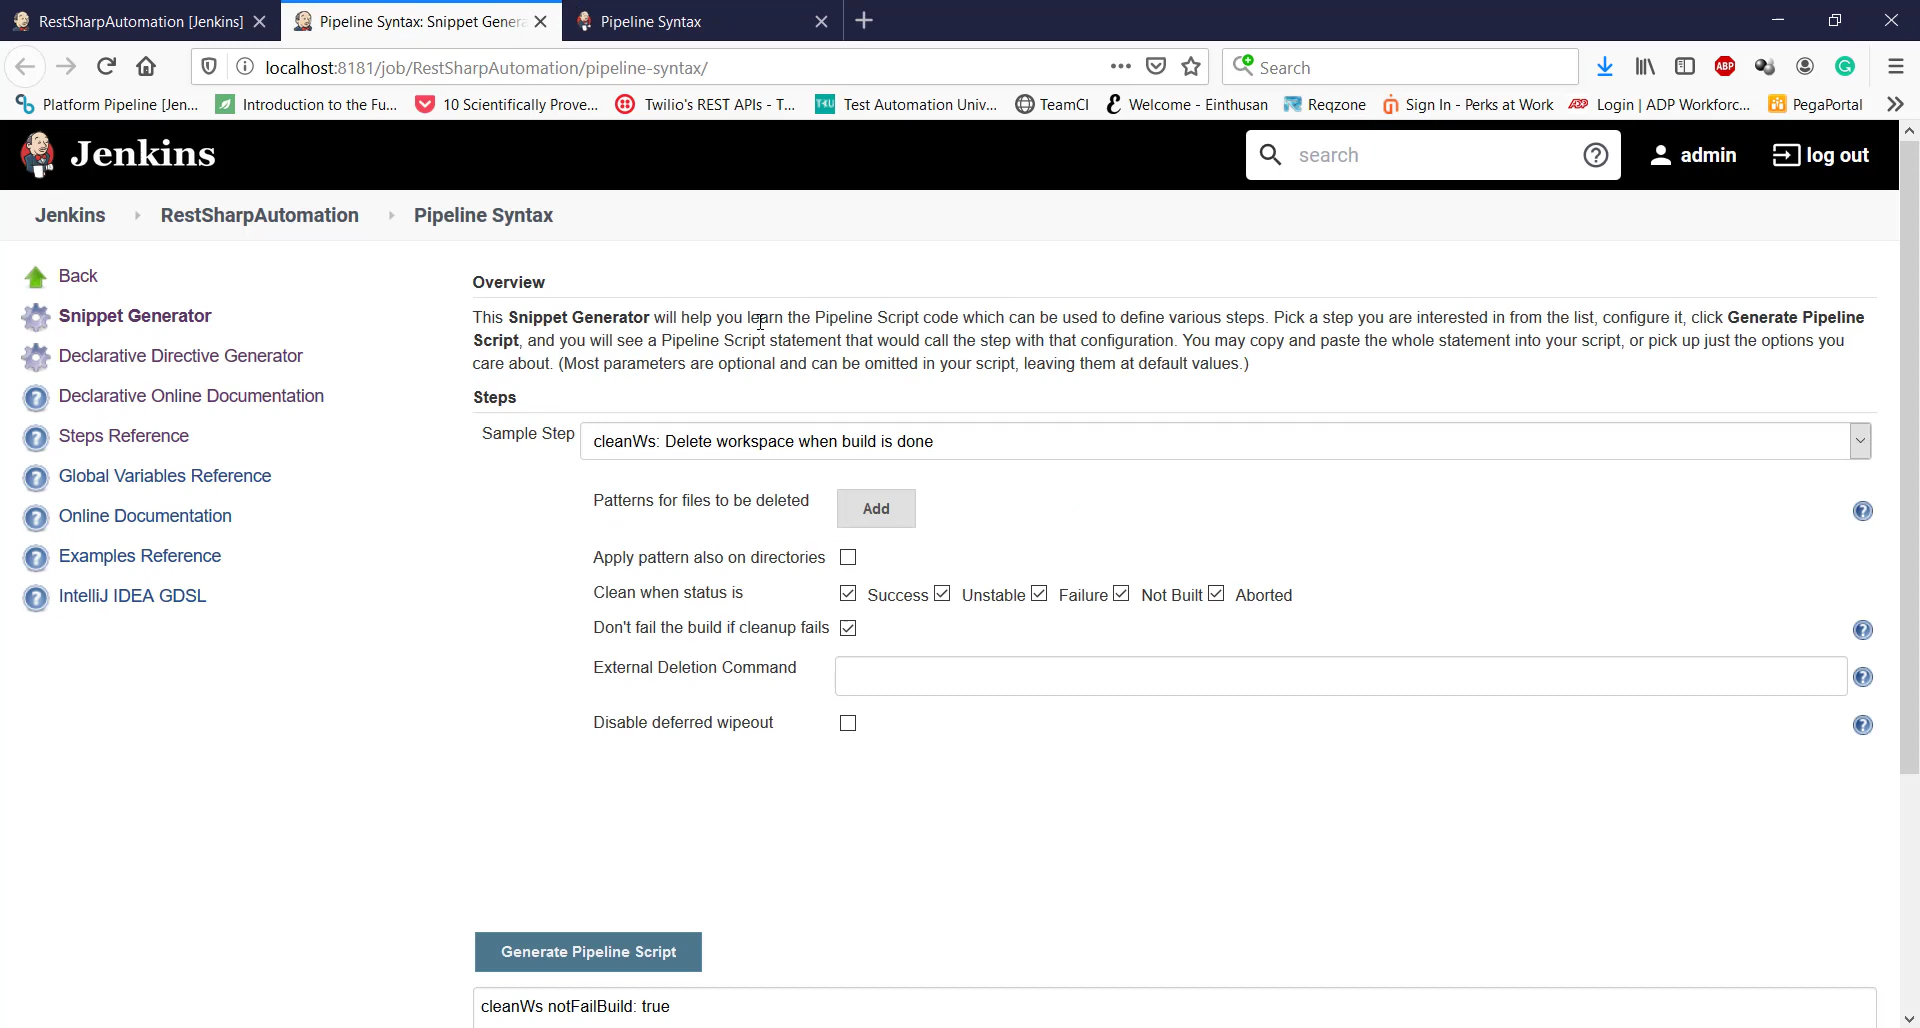 RestSharpAutomation [Jenkins]
Pipeline Syntax: Snippet Genera
Pipeline Syntax
localhost:8181/job/RestSharpAutomation/pipeline-syntax/
Search
ABP
Platform Pipeline [Jen...
Introduction to the Fu...
10 Scientifically Prove...
Twilio's REST APIs - T...
Test Automation Univ...
TeamCI
Welcome - Einthusan
Reqzone
Sign In - Perks at Work
Login | ADP Workforc...
PegaPortal
Jenkins
search
admin
log out
Jenkins
RestSharpAutomation
Pipeline Syntax
Back
Snippet Generator
Declarative Directive Generator
Declarative Online Documentation
Steps Reference
Global Variables Reference
Online Documentation
Examples Reference
IntelliJ IDEA GDSL
Overview
This Snippet Generator will help you learn the Pipeline Script code which can be used to define various steps. Pick a step you are interested in from the list, configure it, click Generate Pipeline
Script, and you will see a Pipeline Script statement that would call the step with that configuration. You may copy and paste the whole statement into your script, or pick up just the options you
care about. (Most parameters are optional and can be omitted in your script, leaving them at default values.)
Steps
Sample Step
cleanWs: Delete workspace when build is done
Patterns for files to be deleted
Add
Apply pattern also on directories
Clean when status is
Success
Unstable
Failure
Not Built
Aborted
Don't fail the build if cleanup fails
External Deletion Command
Disable deferred wipeout
Generate Pipeline Script
cleanWs notFailBuild: true